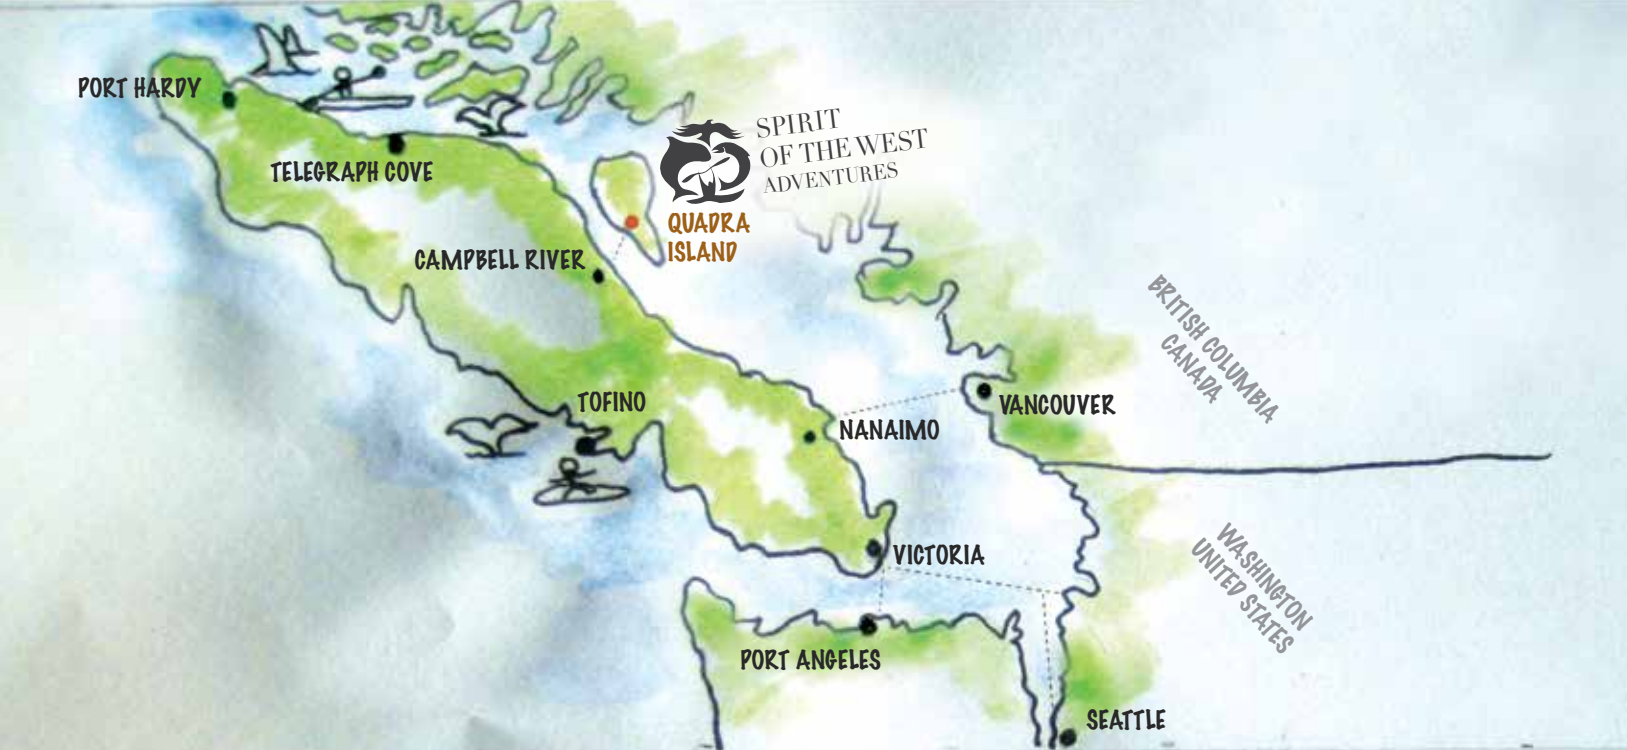 PORT HARDY
TELEGRAPH COVE
SPIRIT
OF THE WEST
ADVENTURES
QUADRA
ISLAND
CAMPBELL RIVER
BRITISH COLUMBIA
CANADA
TOFINO
NANAIMO
VANCOUVER
VICTORIA
WASHINGTON
UNITED STATES
PORT ANGELES
SEATTLE